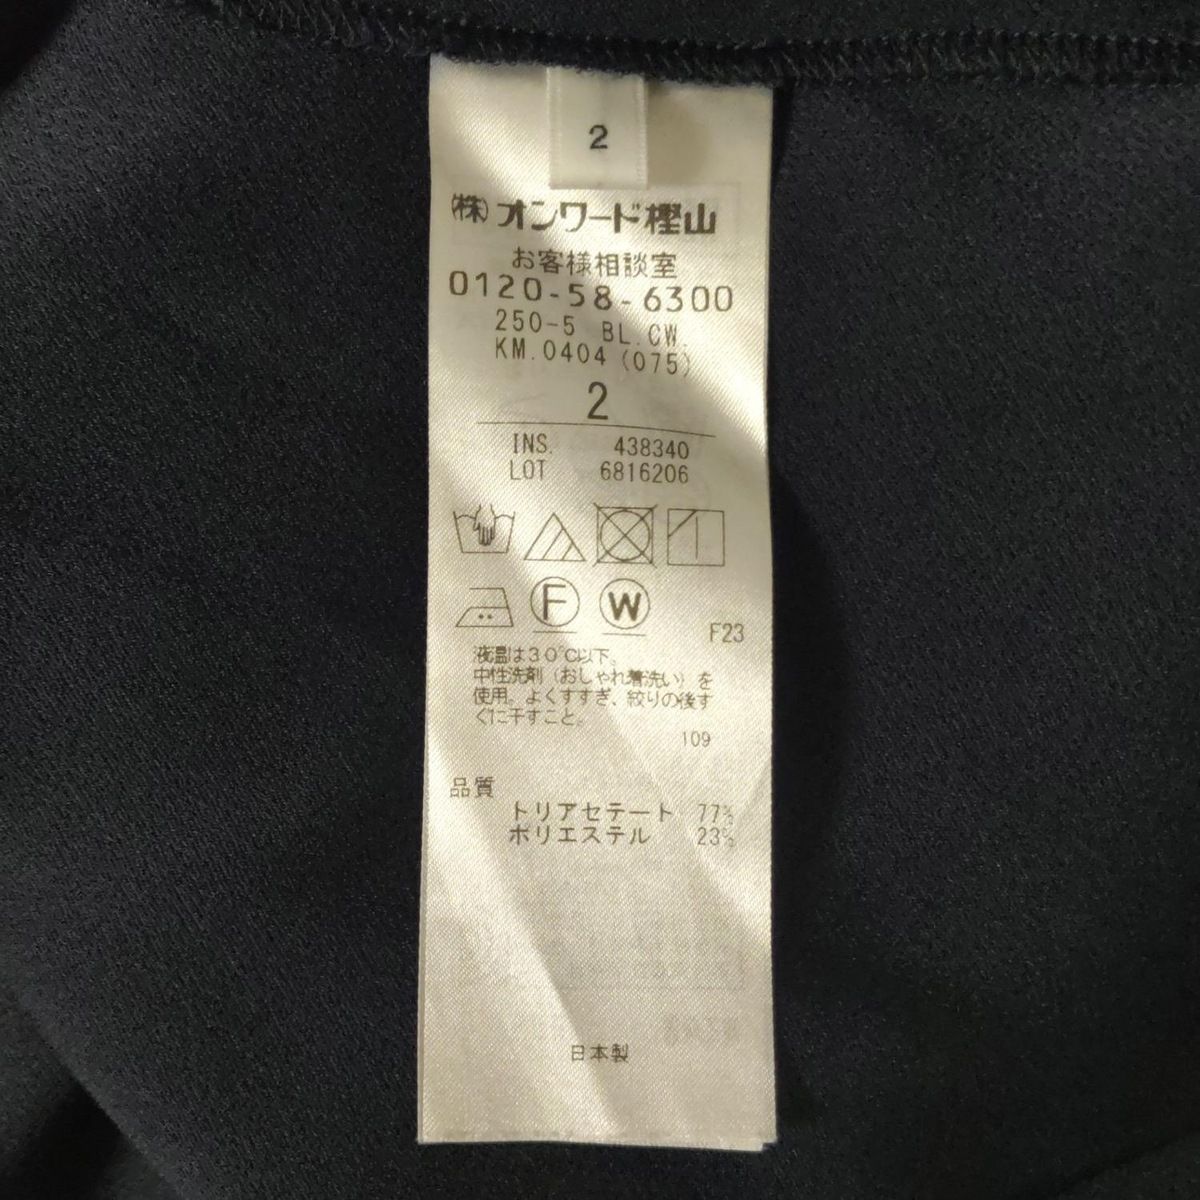 2
(株)オンワード樫山
お客様相談室
0120-58-6300
250-5 BL.CW.
KM.0404 (075)
2
INS. 438340
LOT 6816206
F
W
F23
液温は30℃以下。
中性洗剤(おしゃれ着洗い)を
使用。よくすすぎ、絞りの後す
ぐに干すこと。
109
品質
トリアセテート 77%
ポリエステル 23%
日本製